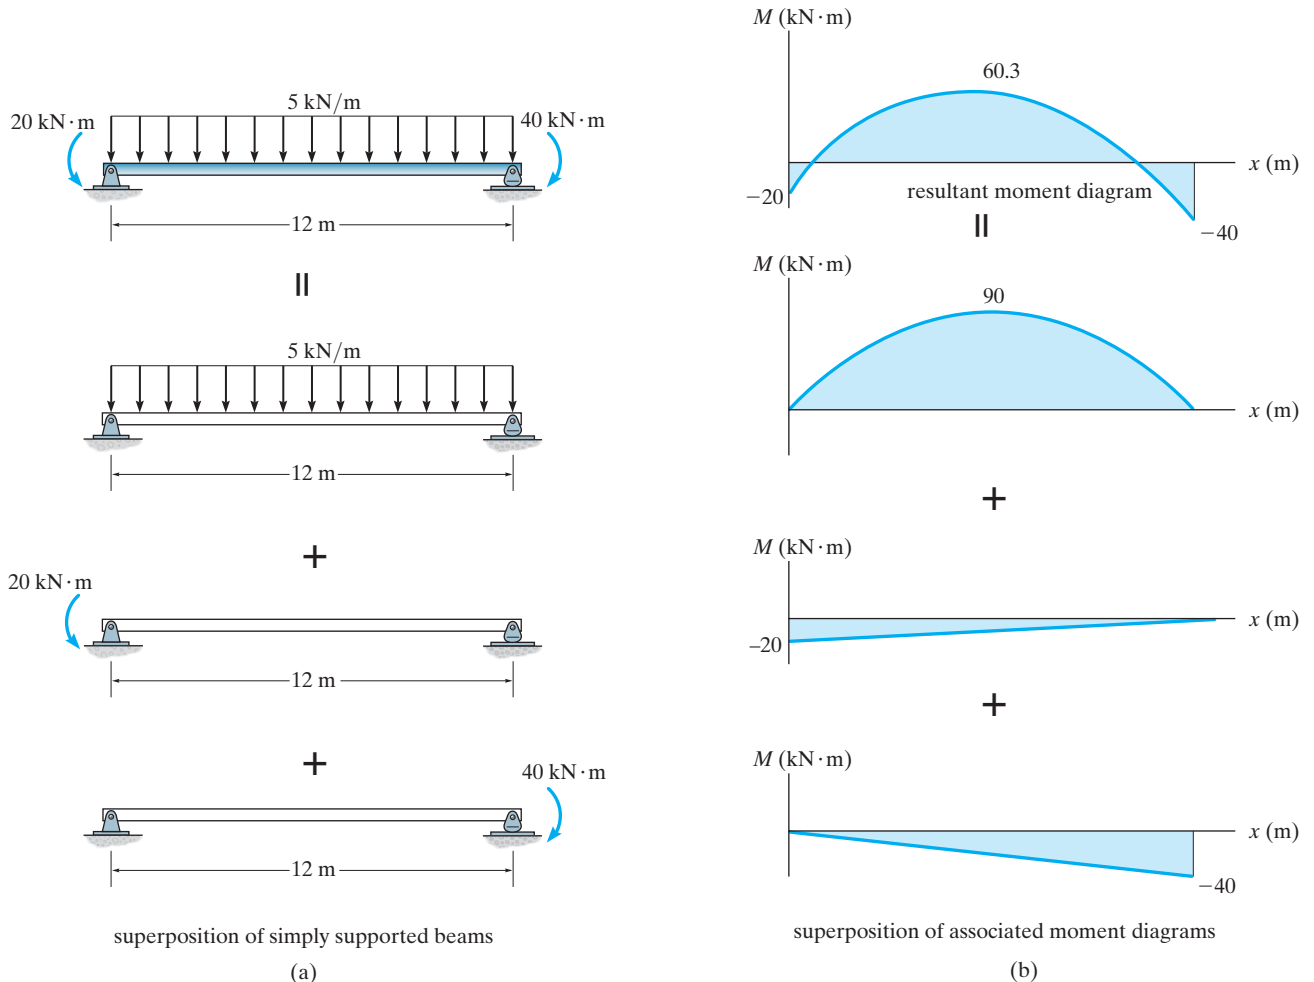 5 kN/m
20 kN·m
40 kN·m
12 m
=
5 kN/m
12 m
+
20 kN·m
12 m
+
40 kN·m
12 m
superposition of simply supported beams
(a)
M (kN·m)
60.3
x (m)
−20
resultant moment diagram
−40
=
M (kN·m)
90
x (m)
+
M (kN·m)
x (m)
–20
+
M (kN·m)
x (m)
−40
superposition of associated moment diagrams
(b)